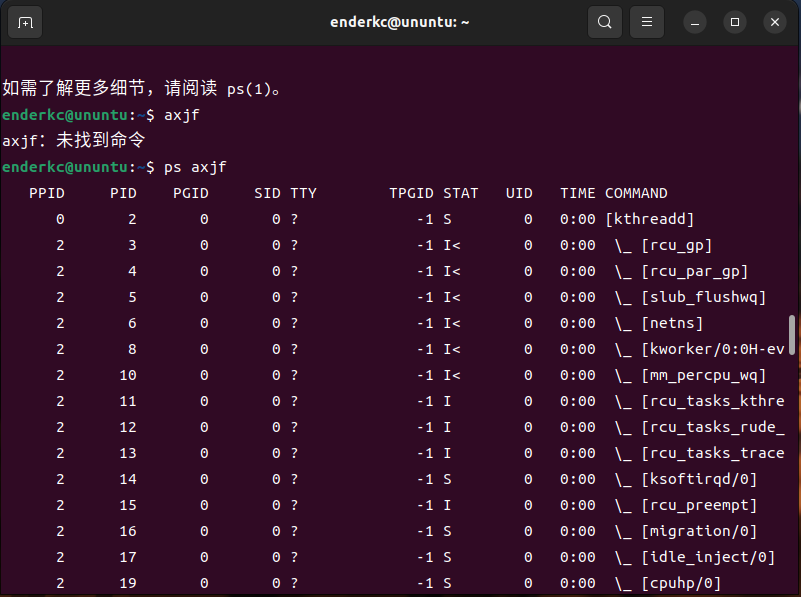 enderkc@ununtu: ~
如需了解更多细节，请阅读 ps(1)。
enderkc@ununtu:~$ axjf
axjf：未找到命令
enderkc@ununtu:~$ ps axjf
PPID PID PGID SID TTY TPGID STAT UID TIME COMMAND
0 2 0 0 ? -1 S 0 0:00 [kthreadd]
2 3 0 0 ? -1 I< 0 0:00 \_ [rcu_gp]
2 4 0 0 ? -1 I< 0 0:00 \_ [rcu_par_gp]
2 5 0 0 ? -1 I< 0 0:00 \_ [slub_flushwq]
2 6 0 0 ? -1 I< 0 0:00 \_ [netns]
2 8 0 0 ? -1 I< 0 0:00 \_ [kworker/0:0H-ev
2 10 0 0 ? -1 I< 0 0:00 \_ [mm_percpu_wq]
2 11 0 0 ? -1 I 0 0:00 \_ [rcu_tasks_kthre
2 12 0 0 ? -1 I 0 0:00 \_ [rcu_tasks_rude_
2 13 0 0 ? -1 I 0 0:00 \_ [rcu_tasks_trace
2 14 0 0 ? -1 S 0 0:00 \_ [ksoftirqd/0]
2 15 0 0 ? -1 I 0 0:00 \_ [rcu_preempt]
2 16 0 0 ? -1 S 0 0:00 \_ [migration/0]
2 17 0 0 ? -1 S 0 0:00 \_ [idle_inject/0]
2 19 0 0 ? -1 S 0 0:00 \_ [cpuhp/0]